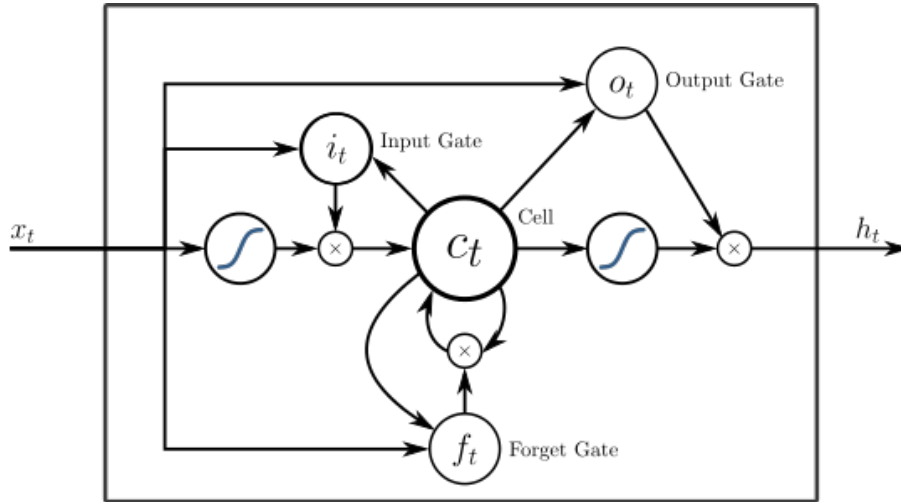 o_t Output Gate
i_t Input Gate
x_t
Cell
c_t
h_t
×
×
×
f_t Forget Gate